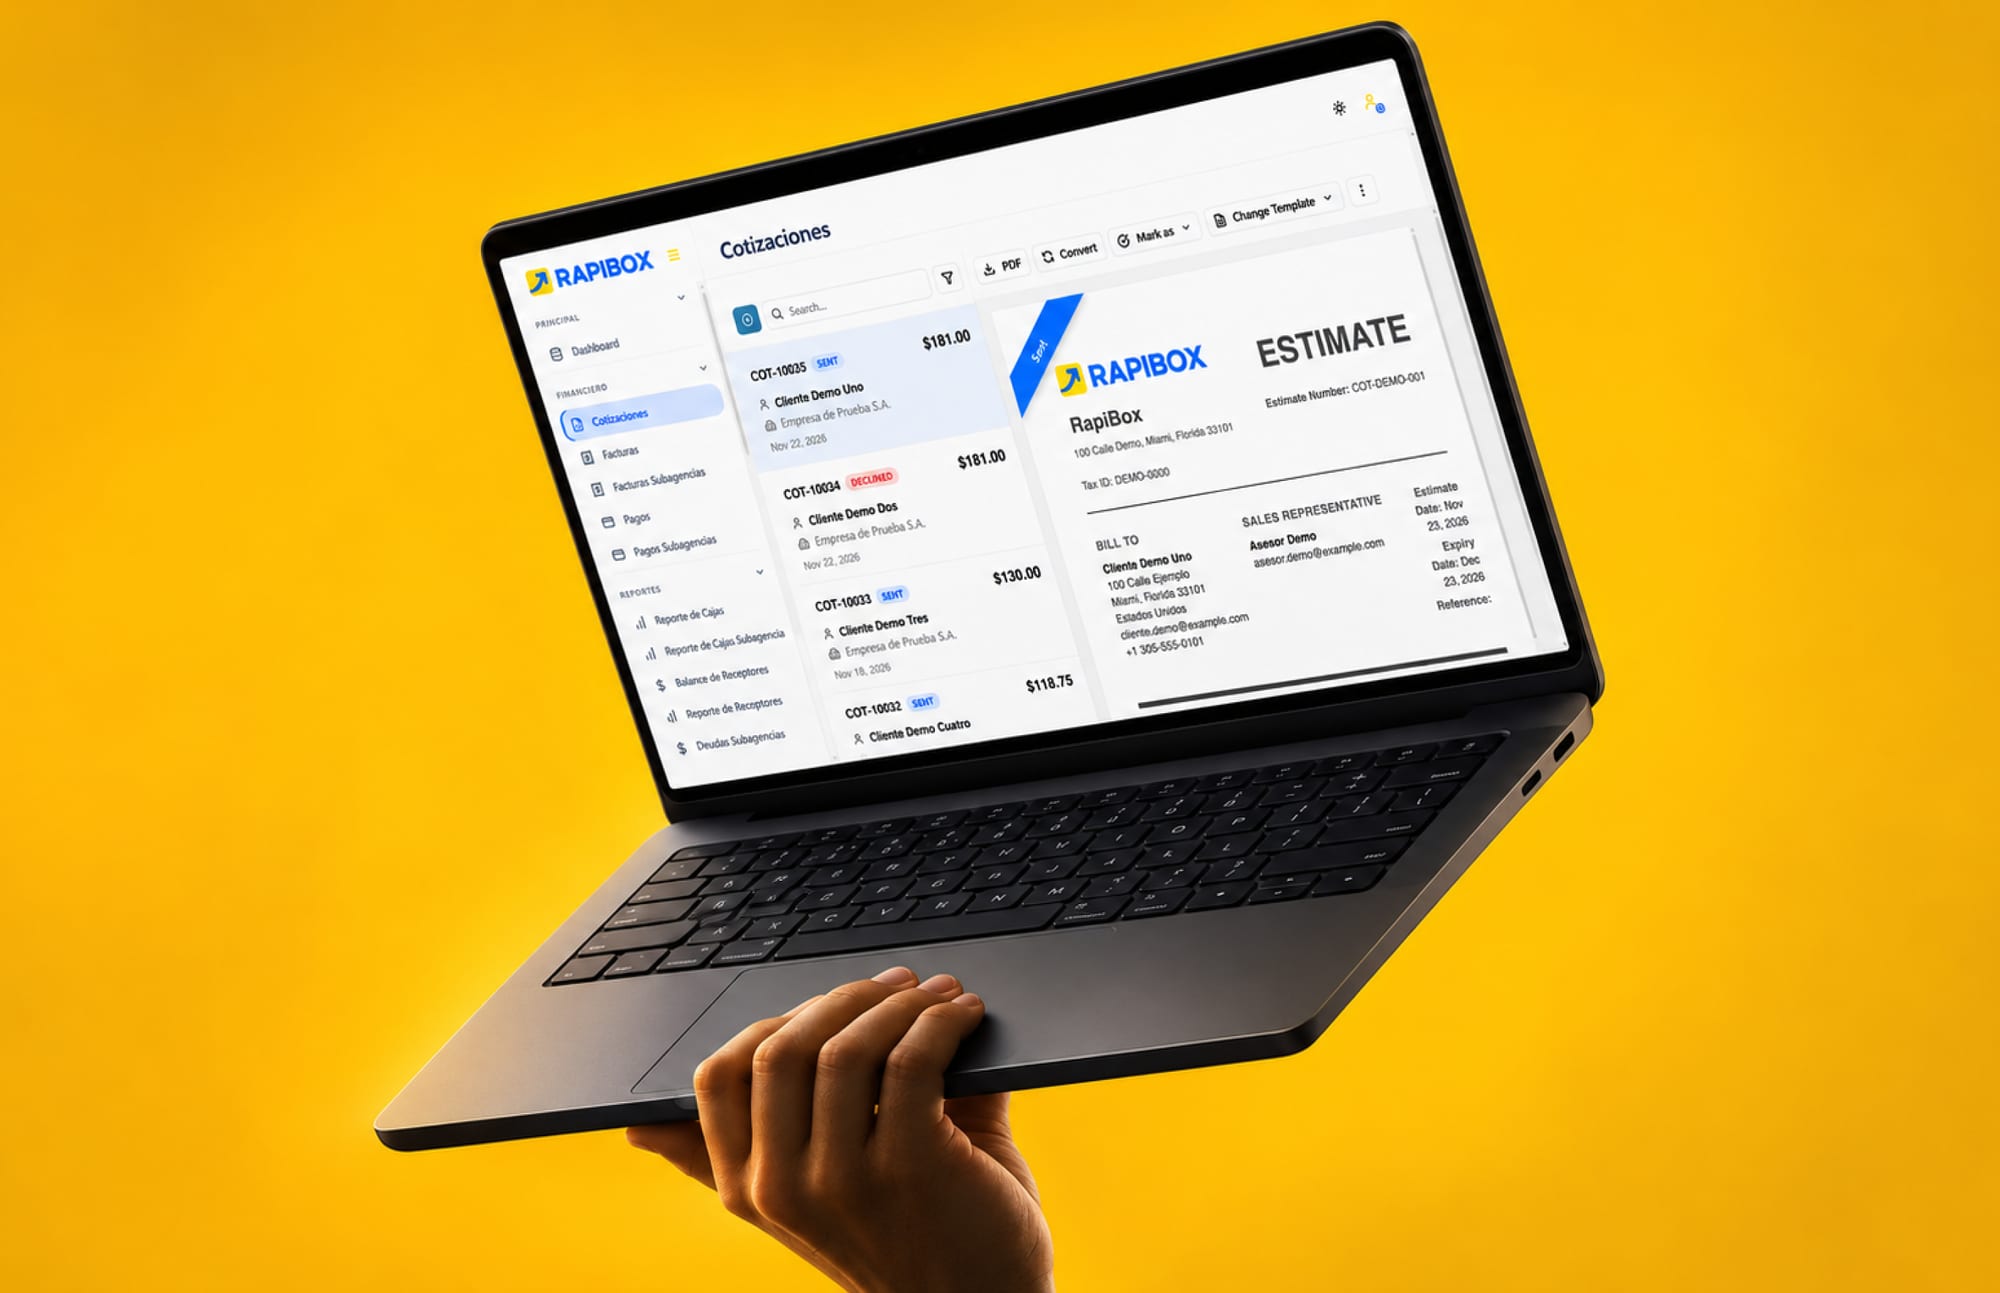 RAPIBOX
PRINCIPAL
Dashboard
FINANCIERO
Cotizaciones
Facturas
Facturas Subagencias
Pagos
Pagos Subagencias
REPORTES
Reporte de Cajas
Reporte de Cajas Subagencia
Balance de Receptores
Reporte de Receptores
Deudas Subagencias
Cotizaciones
Search...
PDF
Convert
Mark as
Change Template
COT-10035 SENT $181.00
Cliente Demo Uno
Empresa de Prueba S.A.
Nov 22, 2026
COT-10034 DECLINED $181.00
Cliente Demo Dos
Empresa de Prueba S.A.
Nov 22, 2026
COT-10033 SENT $130.00
Cliente Demo Tres
Empresa de Prueba S.A.
Nov 18, 2026
COT-10032 SENT $118.75
Cliente Demo Cuatro
RAPIBOX
ESTIMATE
Estimate Number: COT-DEMO-001
RapiBox
100 Calle Demo, Miami, Florida 33101
Tax ID: DEMO-0000
BILL TO
Cliente Demo Uno
100 Calle Ejemplo
Miami, Florida 33101
Estados Unidos
cliente.demo@example.com
+1 305-555-0101
SALES REPRESENTATIVE
Asesor Demo
asesor.demo@example.com
Estimate
Date: Nov
23, 2026
Expiry
Date: Dec
23, 2026
Reference: